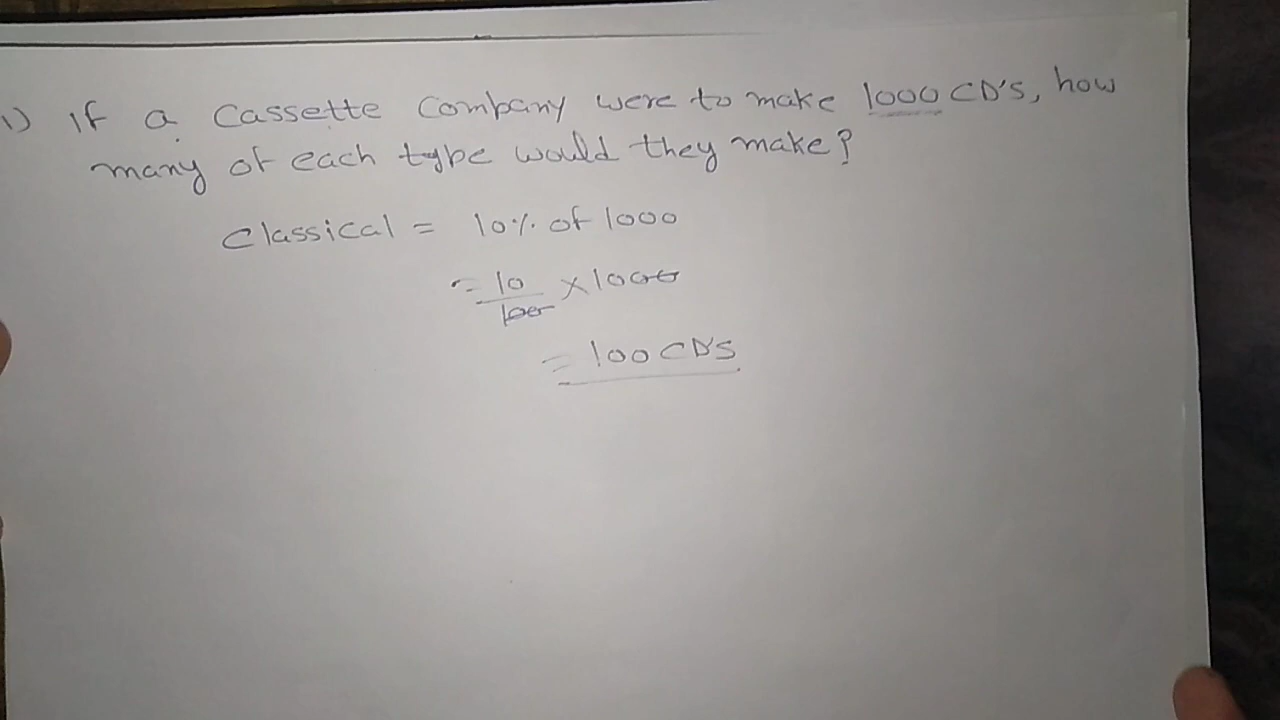 1) If a Cassette Company were to make 1000 CD's, how
many of each type would they make?
Classical = 10% of 1000
= 10/100 × 1000
= 100 CD's